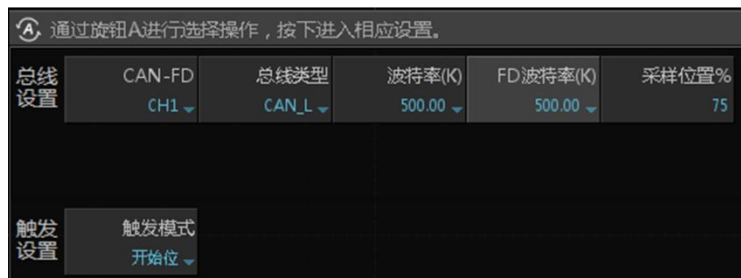 A 通过旋钮A进行选择操作，按下进入相应设置。
总线设置
CAN-FD 总线类型 波特率(K) FD波特率(K) 采样位置%
CH1 CAN_L 500.00 500.00 75
触发设置
触发模式
开始位